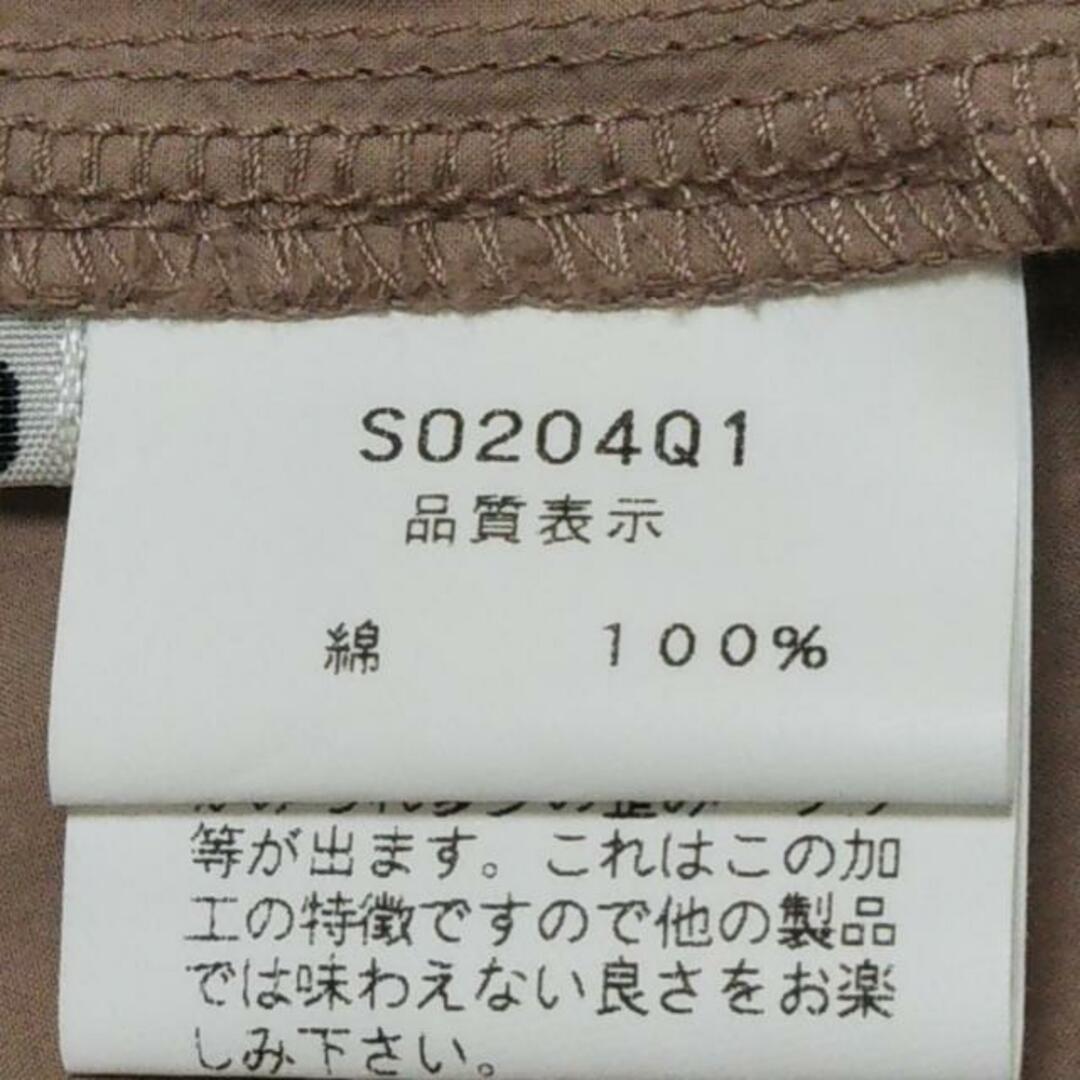 S0204Q1
品質表示
綿 100%
等が出ます。これはこの加
工の特徴ですので他の製品
では味わえない良さをお楽
しみ下さい。